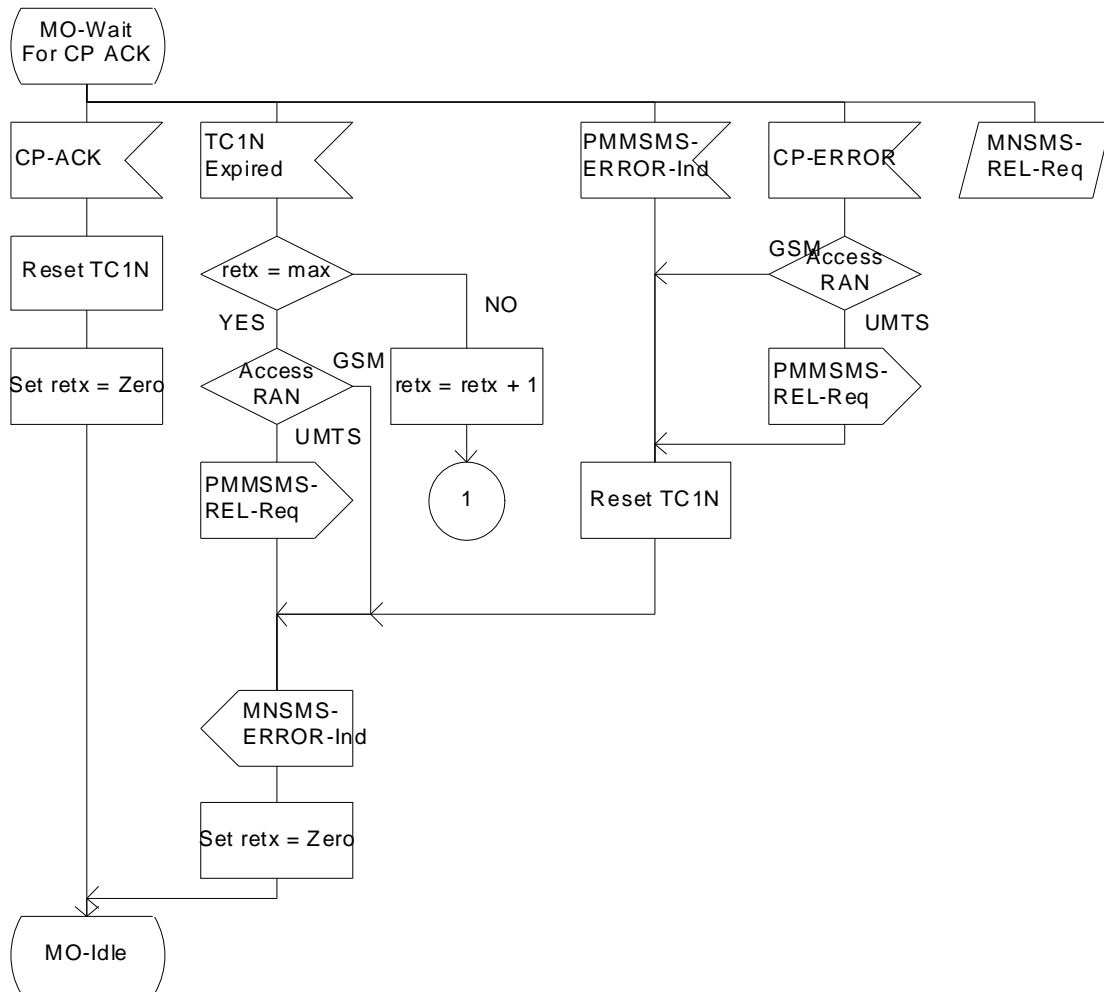 MO-Wait
For CP ACK
CP-ACK
TC1N
Expired
PMMSMS-
ERROR-Ind
CP-ERROR
MNSMS-
REL-Req
Reset TC1N
retx = max
GSM
Access
RAN
YES
NO
UMTS
Set retx = Zero
Access
RAN
GSM
retx = retx + 1
PMMSMS-
REL-Req
UMTS
PMMSMS-
REL-Req
1
Reset TC1N
MNSMS-
ERROR-Ind
Set retx = Zero
MO-Idle